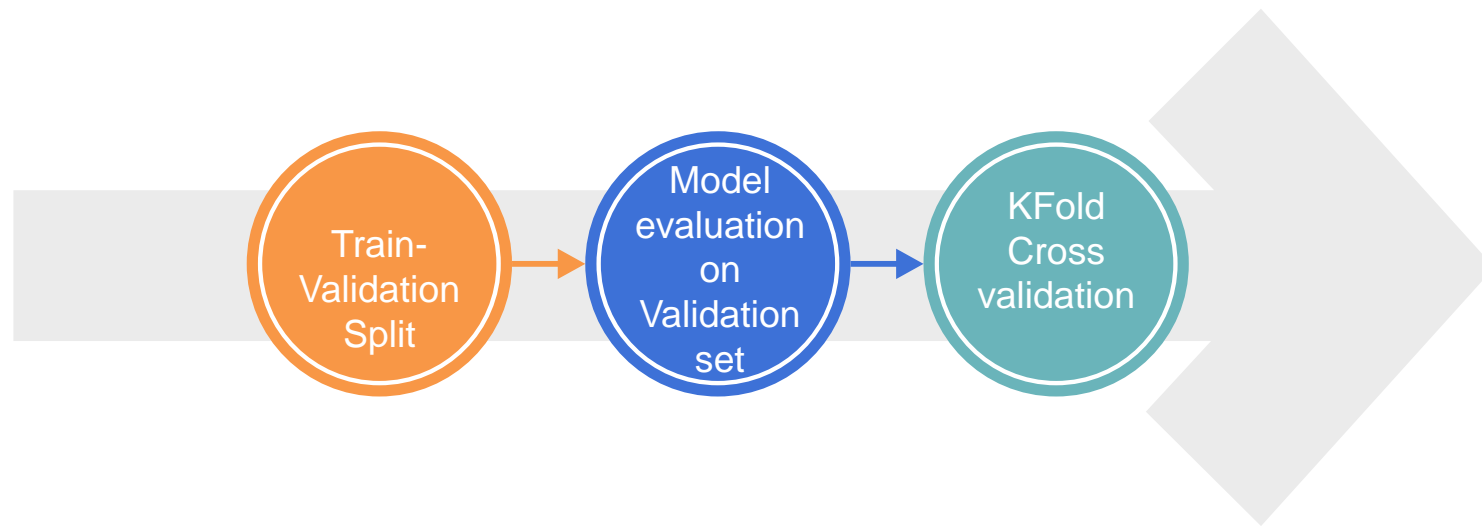 Train-
Validation
Split
Model
evaluation
on
Validation
set
KFold
Cross
validation